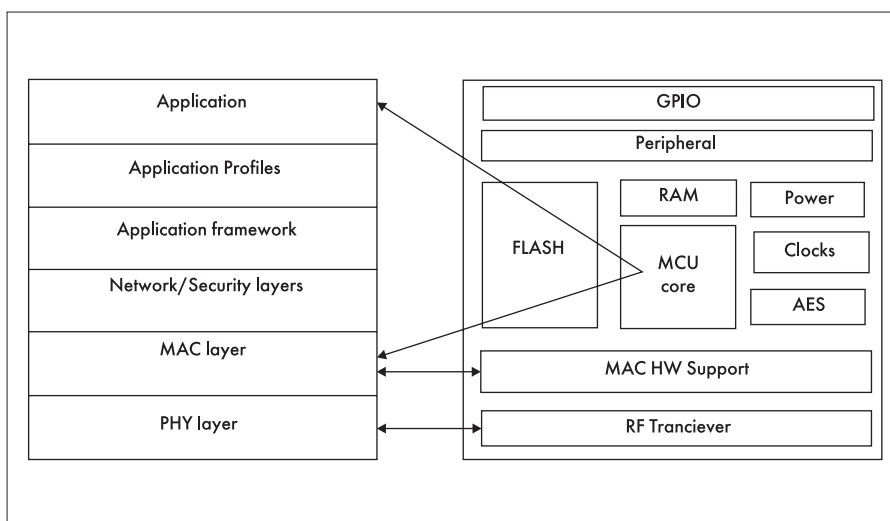 Application
Application Profiles
Application framework
Network/Security layers
MAC layer
PHY layer
GPIO
Peripheral
FLASH
RAM
Power
MCU
core
Clocks
AES
MAC HW Support
RF Tranciever